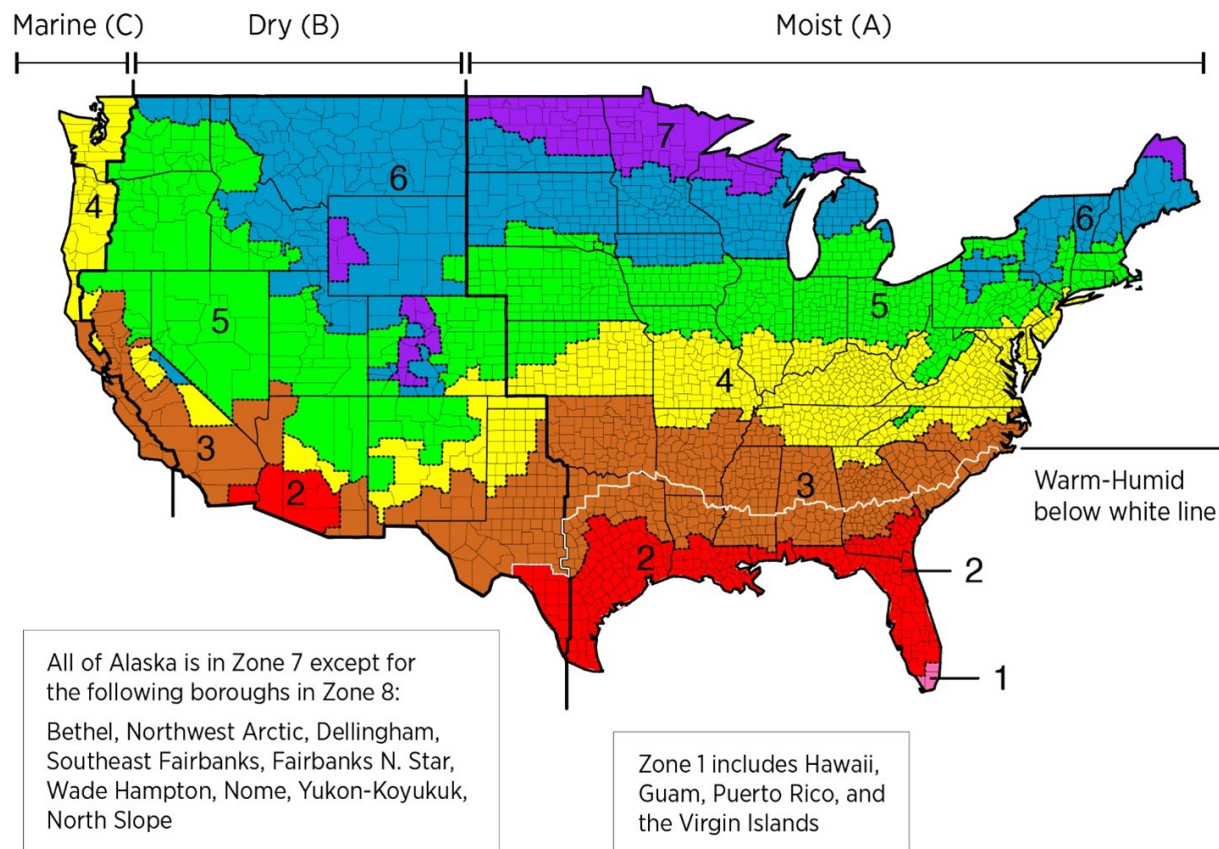 Marine (C)
Dry (B)
Moist (A)
7
6
4
6
5
5
4
3
3
2
2
Warm-Humid
below white line
2
1
All of Alaska is in Zone 7 except for
the following boroughs in Zone 8:
Bethel, Northwest Arctic, Dellingham,
Southeast Fairbanks, Fairbanks N. Star,
Wade Hampton, Nome, Yukon-Koyukuk,
North Slope
Zone 1 includes Hawaii,
Guam, Puerto Rico, and
the Virgin Islands